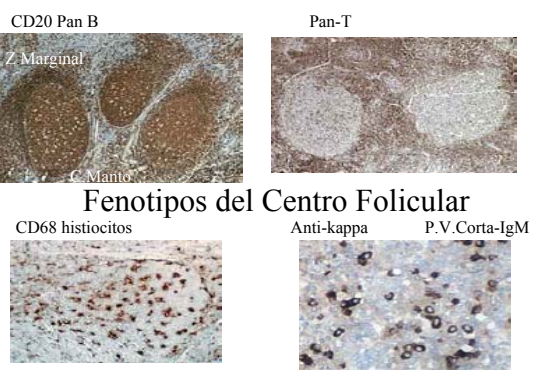 CD20 Pan B
Pan-T
Z.Marginal
C.Manto
Fenotipos del Centro Folicular
CD68 histiocitos
Anti-kappa
P.V.Corta-IgM